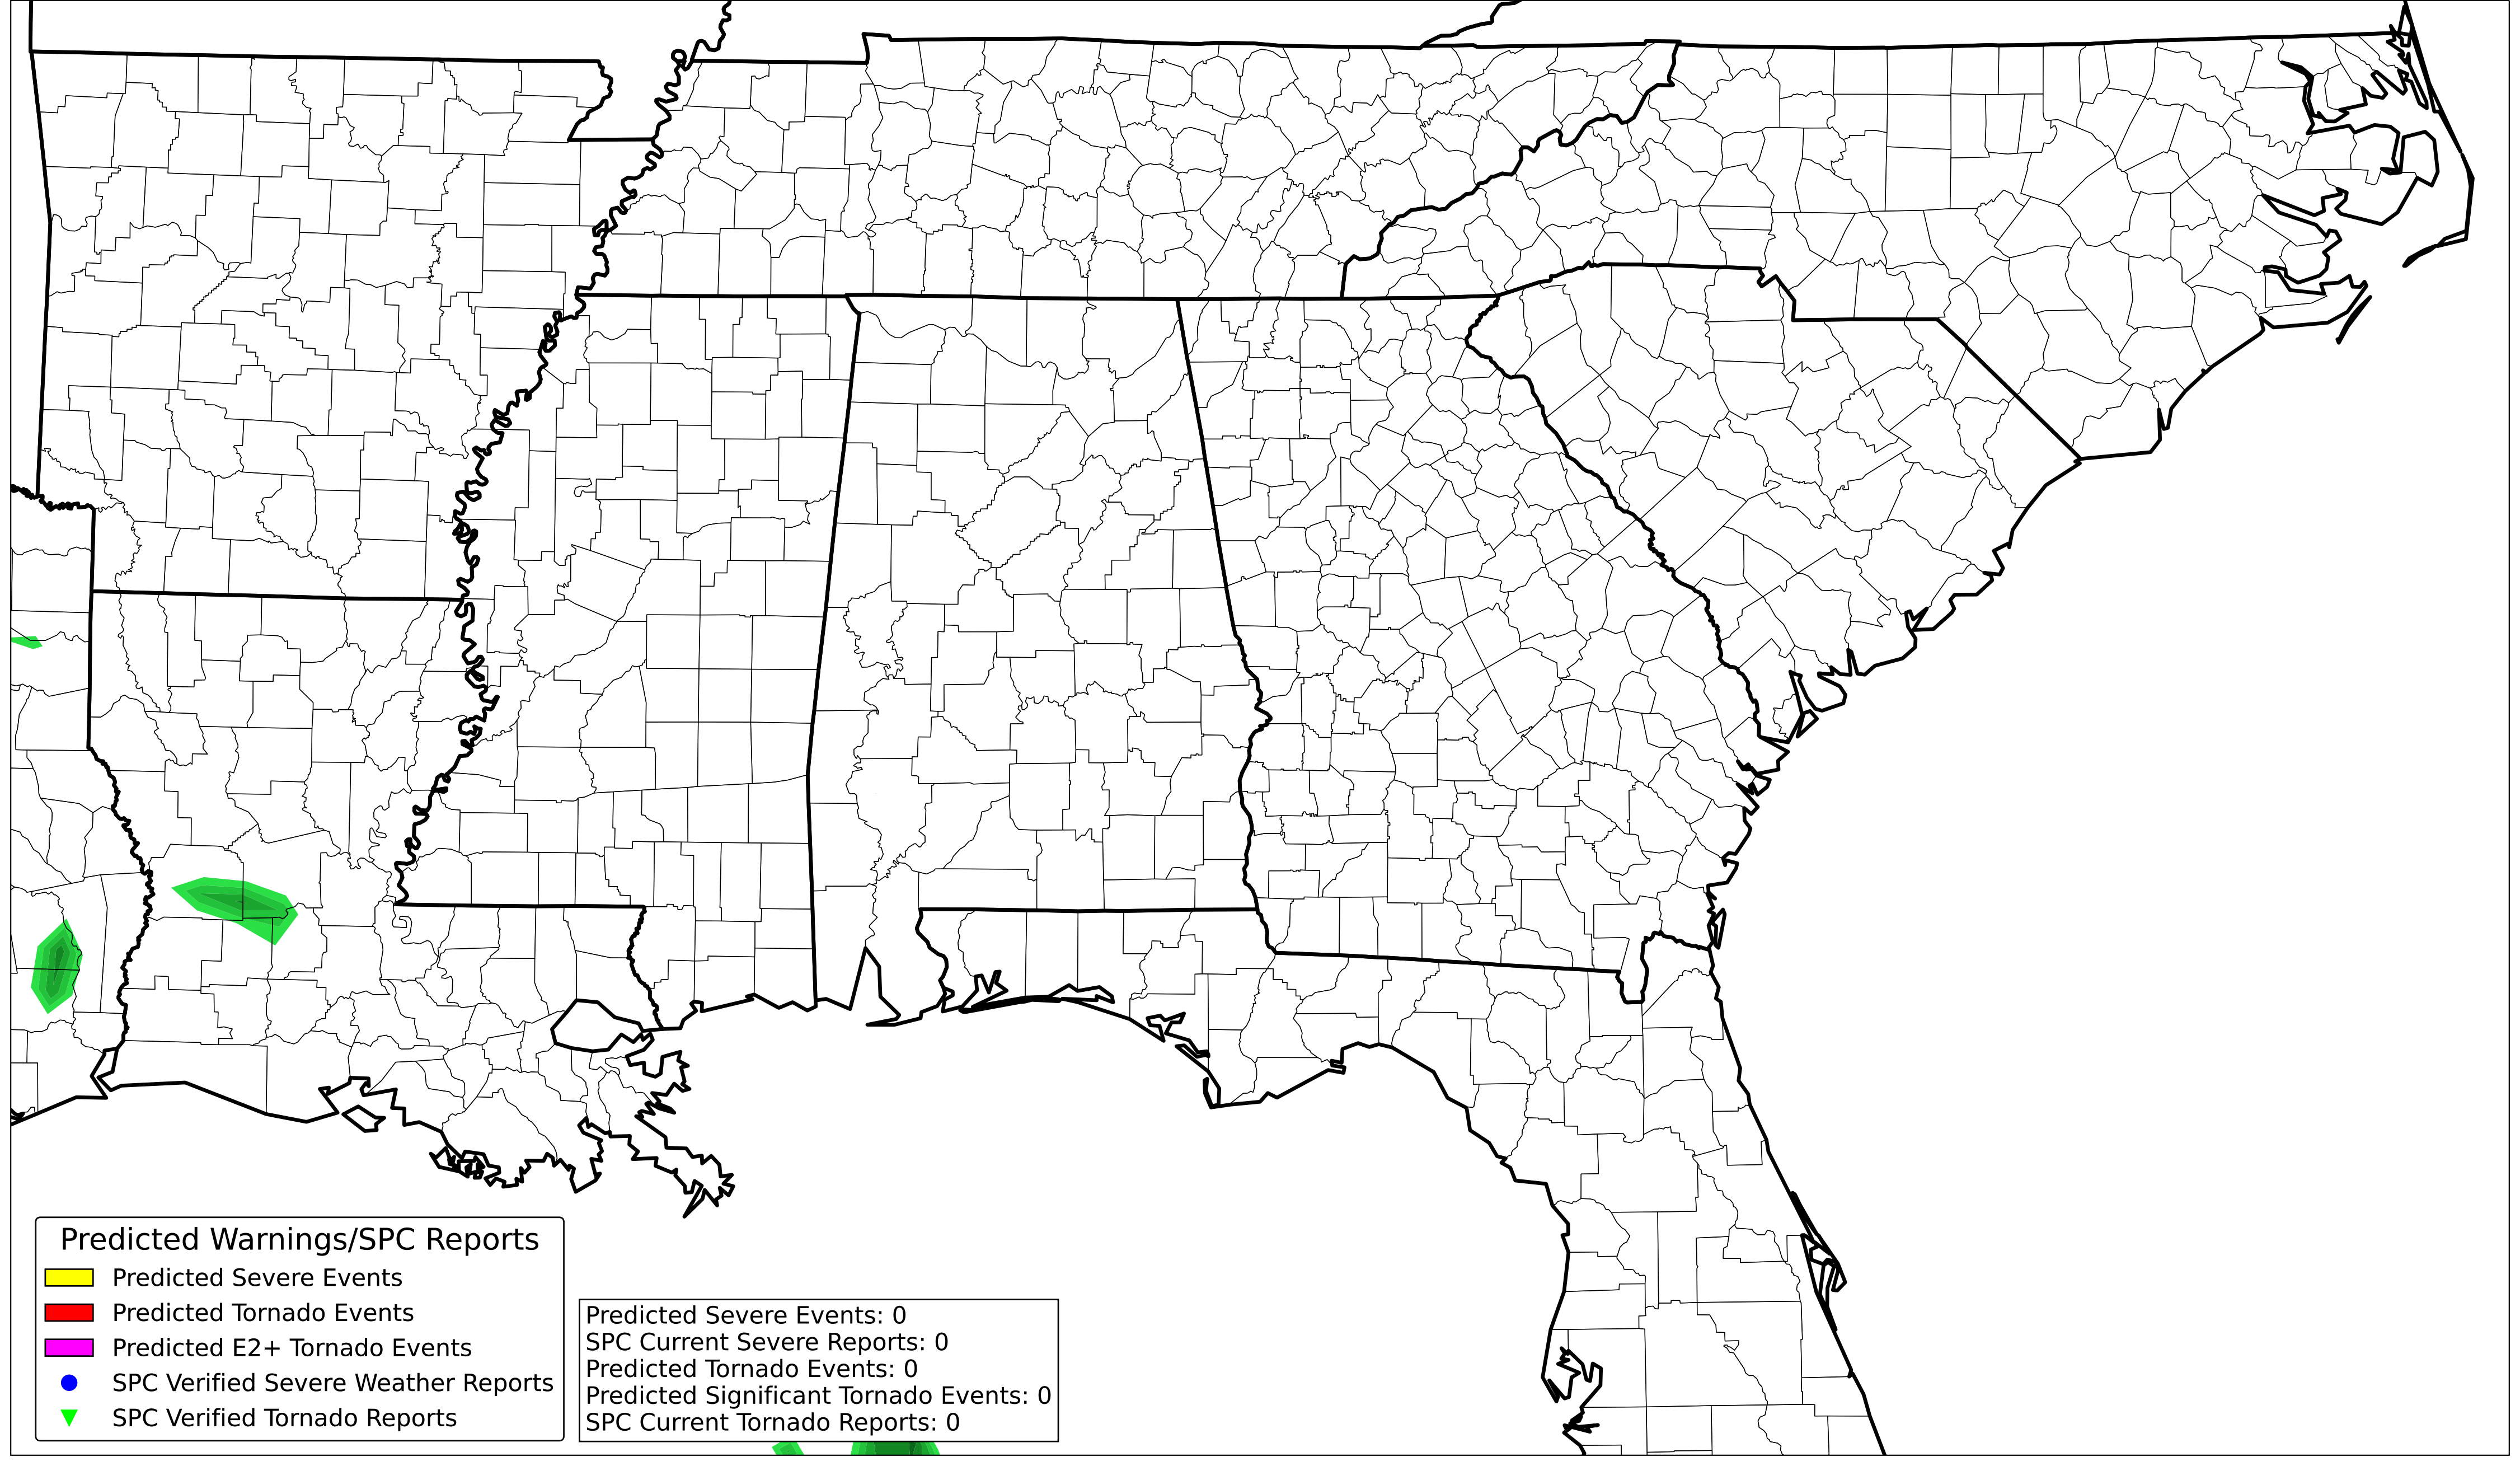 Predicted Warnings/SPC Reports
Predicted Severe Events
Predicted Tornado Events
Predicted E2+ Tornado Events
SPC Verified Severe Weather Reports
SPC Verified Tornado Reports
Predicted Severe Events: 0
SPC Current Severe Reports: 0
Predicted Tornado Events: 0
Predicted Significant Tornado Events: 0
SPC Current Tornado Reports: 0